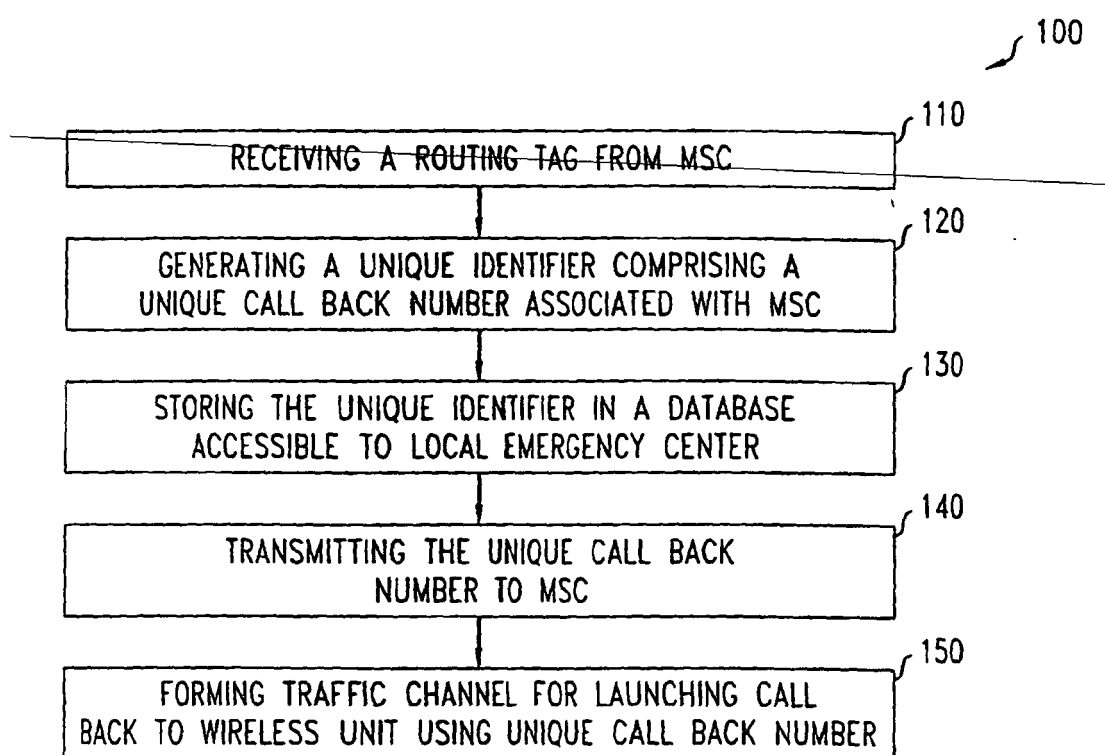 100
110
RECEIVING A ROUTING TAG FROM MSC
120
GENERATING A UNIQUE IDENTIFIER COMPRISING A
UNIQUE CALL BACK NUMBER ASSOCIATED WITH MSC
130
STORING THE UNIQUE IDENTIFIER IN A DATABASE
ACCESSIBLE TO LOCAL EMERGENCY CENTER
140
TRANSMITTING THE UNIQUE CALL BACK
NUMBER TO MSC
150
FORMING TRAFFIC CHANNEL FOR LAUNCHING CALL
BACK TO WIRELESS UNIT USING UNIQUE CALL BACK NUMBER